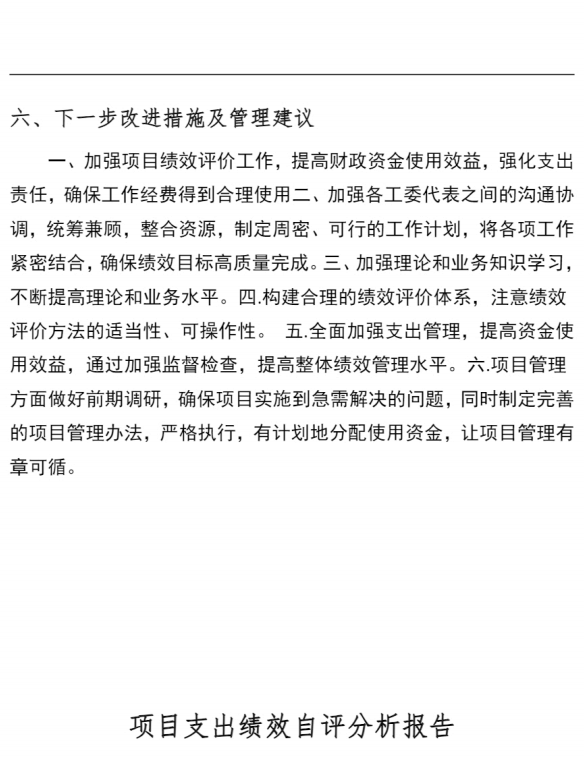 六、下一步改进措施及管理建议
一、加强项目绩效评价工作，提高财政资金使用效益，强化支出
责任，确保工作经费得到合理使用二、加强各工委代表之间的沟通协
调，统筹兼顾，整合资源，制定周密、可行的工作计划，将各项工作
紧密结合，确保绩效目标高质量完成。三、加强理论和业务知识学习，
不断提高理论和业务水平。四.构建合理的绩效评价体系，注意绩效
评价方法的适当性、可操作性。 五.全面加强支出管理，提高资金使
用效益，通过加强监督检查，提高整体绩效管理水平。六.项目管理
方面做好前期调研，确保项目实施到急需解决的问题，同时制定完善
的项目管理办法，严格执行，有计划地分配使用资金，让项目管理有
章可循。
项目支出绩效自评分析报告